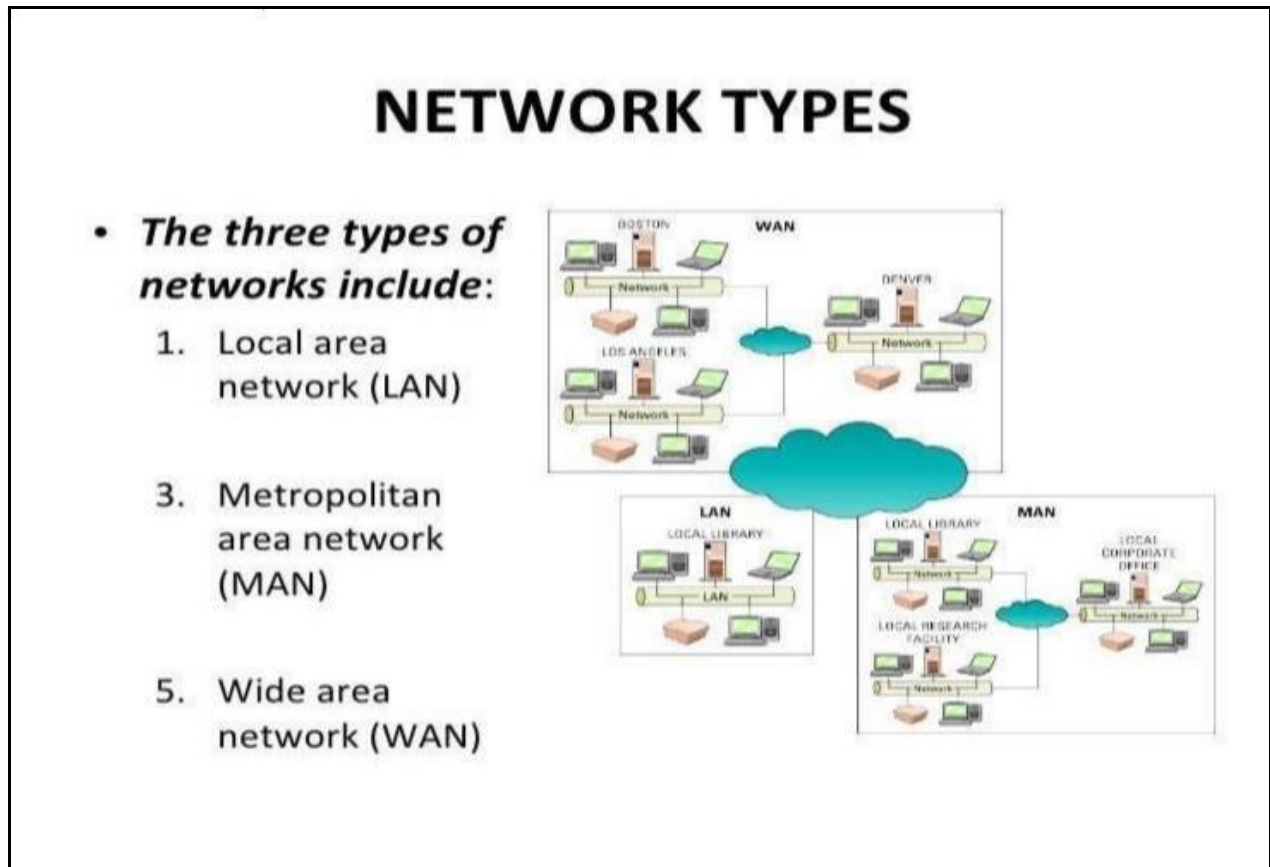 NETWORK TYPES
• The three types of
networks include:
1. Local area
network (LAN)
3. Metropolitan
area network
(MAN)
5. Wide area
network (WAN)
WAN
BOSTON
Network
DENVER
Network
LOS ANGELES
Network
LAN
LOCAL LIBRARY
LAN
MAN
LOCAL LIBRARY
Network
LOCAL
CORPORATE
OFFICE
Network
LOCAL RESEARCH
FACILITY
Network